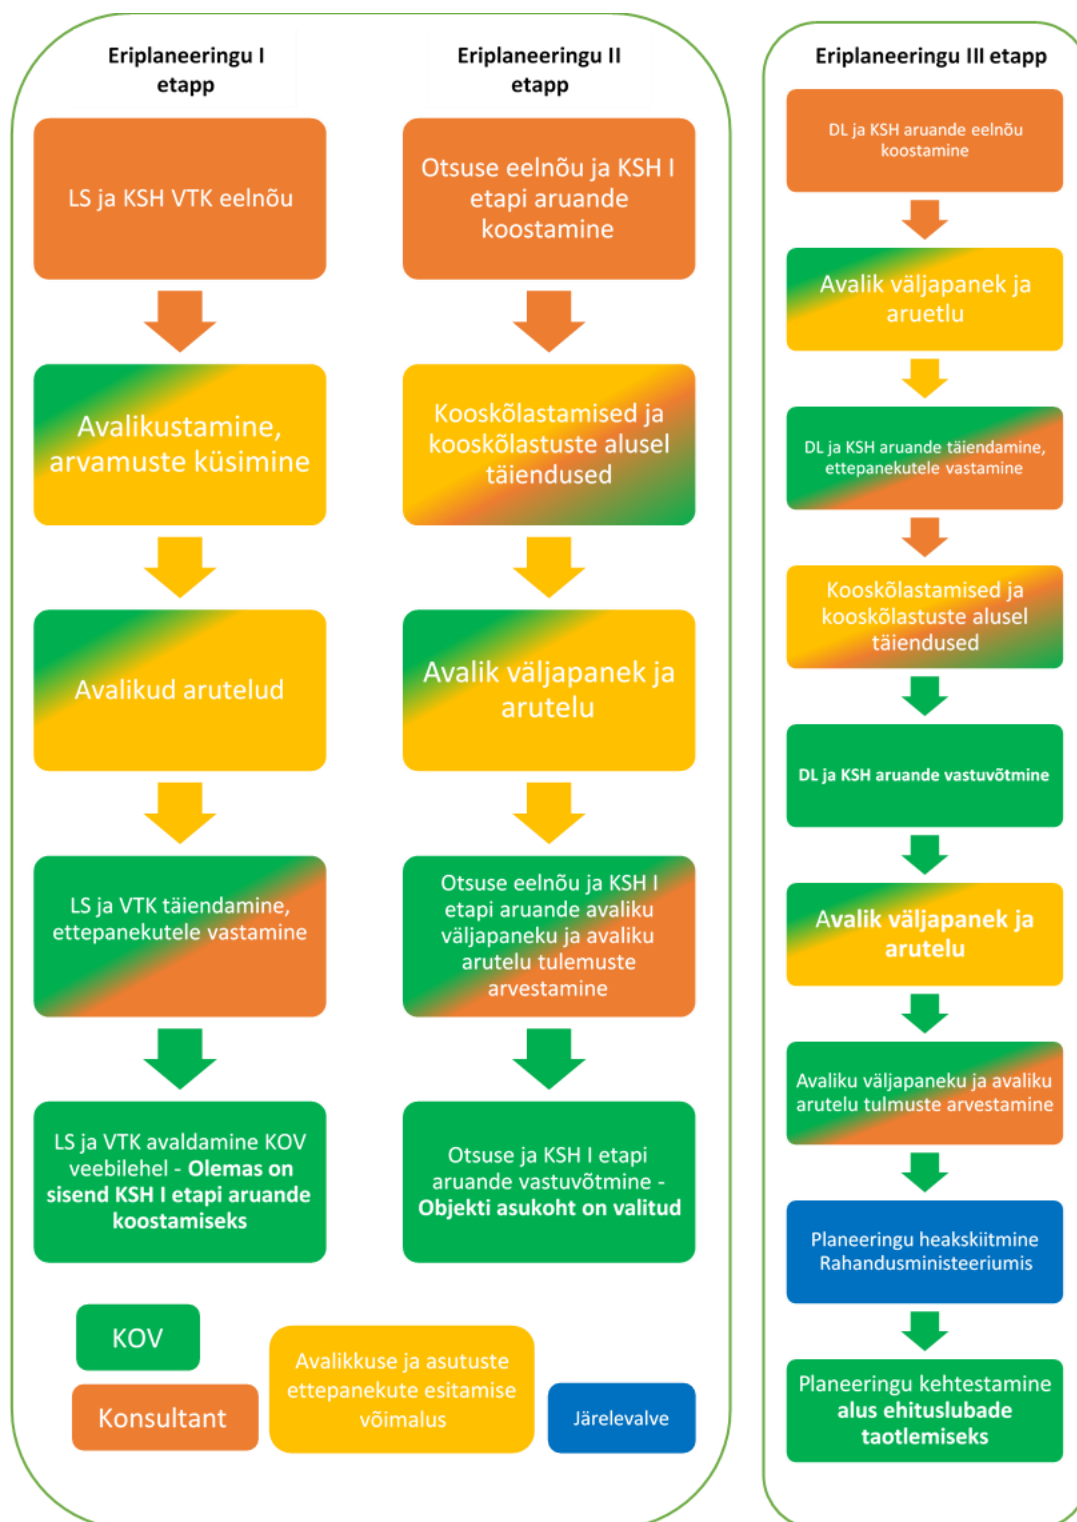 Eriplaneeringu I
etapp
LS ja KSH VTK eelnõu
Avalikustamine,
arvamuste küsimine
Avalikud arutelud
LS ja VTK täiendamine,
ettepanekutele vastamine
LS ja VTK avaldamine KOV
veebilehel - Olemas on
sisend KSH I etapi aruande
koostamiseks
Eriplaneeringu II
etapp
Otsuse eelnõu ja KSH I
etapi aruande
koostamine
Kooskõlastamised ja
kooskõlastuste alusel
täiendused
Avalik väljapanek ja
arutelu
Otsuse eelnõu ja KSH I
etapi aruande avaliku
väljapaneku ja avaliku
arutelu tulemuste
arvestamine
Otsuse ja KSH I etapi
aruande vastuvõtmine -
Objekti asukoht on valitud
KOV
Konsultant
Avalikkuse ja asutuste
ettepanekute esitamise
võimalus
Järelevalve
Eriplaneeringu III etapp
DL ja KSH aruande eelnõu
koostamine
Avalik väljapanek ja
aruetlu
DL ja KSH aruande täiendamine,
ettepanekutele vastamine
Kooskõlastamised ja
kooskõlastuste alusel
täiendused
DL ja KSH aruande vastuvõtmine
Avalik väljapanek ja
arutelu
Avaliku väljapaneku ja avaliku
arutelu tulmuste arvestamine
Planeeringu heakskiitmine
Rahandusministeeriumis
Planeeringu kehtestamine
alus ehituslubade
taotlemiseks